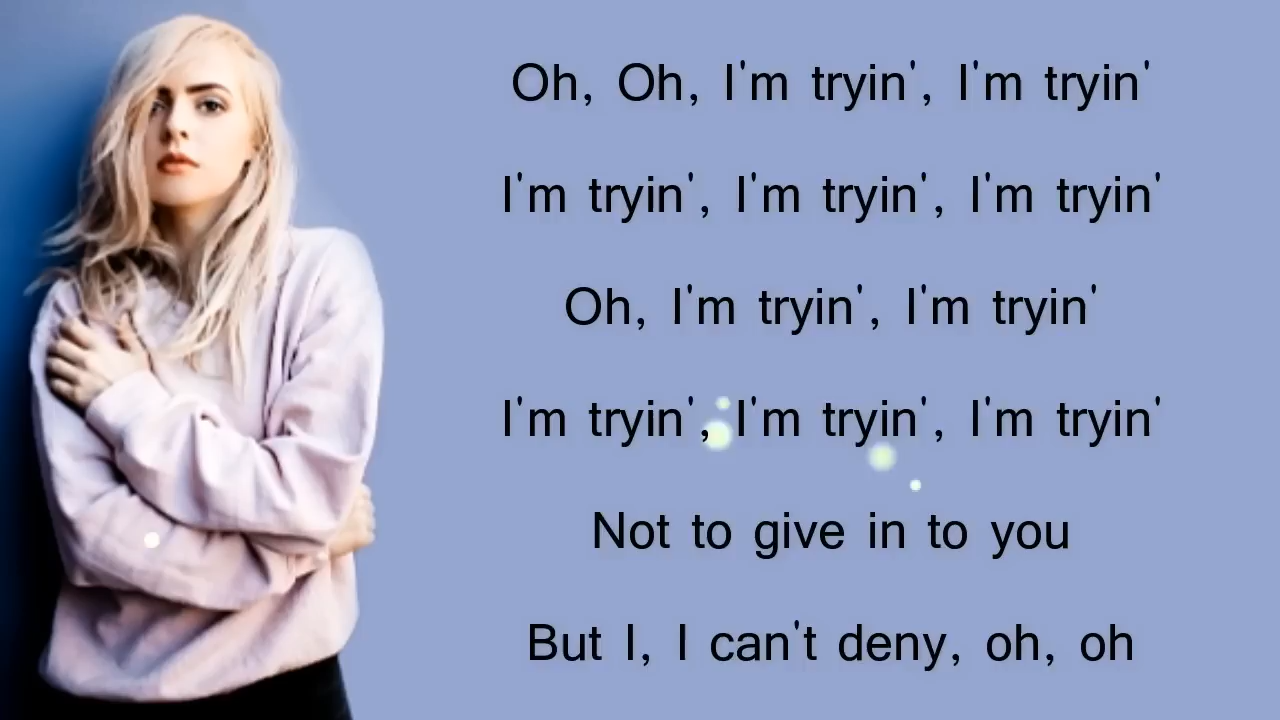 Oh, Oh, I'm tryin', I'm tryin'
I'm tryin', I'm tryin', I'm tryin'
Oh, I'm tryin', I'm tryin'
I'm tryin', I'm tryin', I'm tryin'
Not to give in to you
But I, I can't deny, oh, oh